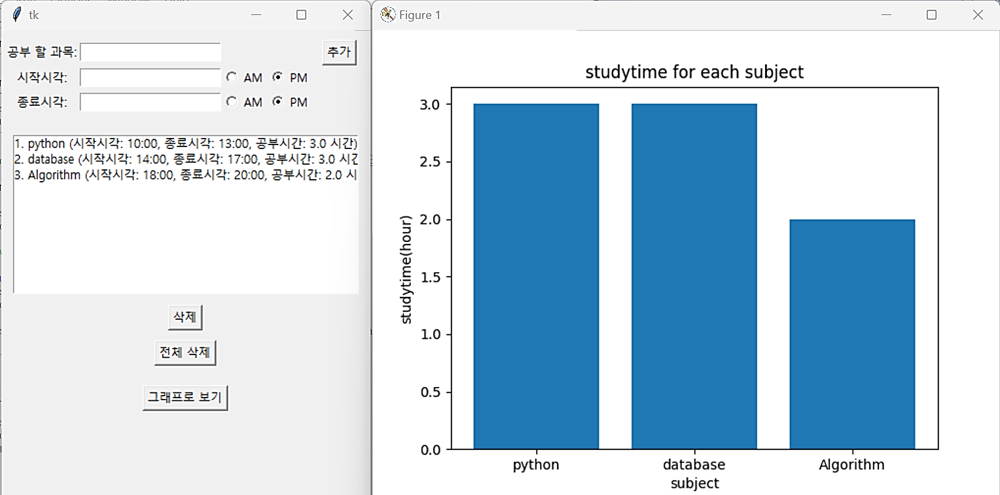 tk
공부 할 과목:
추가
시작시각: AM PM
종료시각: AM PM
1. python (시작시각: 10:00, 종료시각: 13:00, 공부시간: 3.0 시간)
2. database (시작시각: 14:00, 종료시각: 17:00, 공부시간: 3.0 시간
3. Algorithm (시작시각: 18:00, 종료시각: 20:00, 공부시간: 2.0 시
삭제
전체 삭제
그래프로 보기
Figure 1
studytime for each subject
studytime(hour)
3.0
2.5
2.0
1.5
1.0
0.5
0.0
python database Algorithm
subject